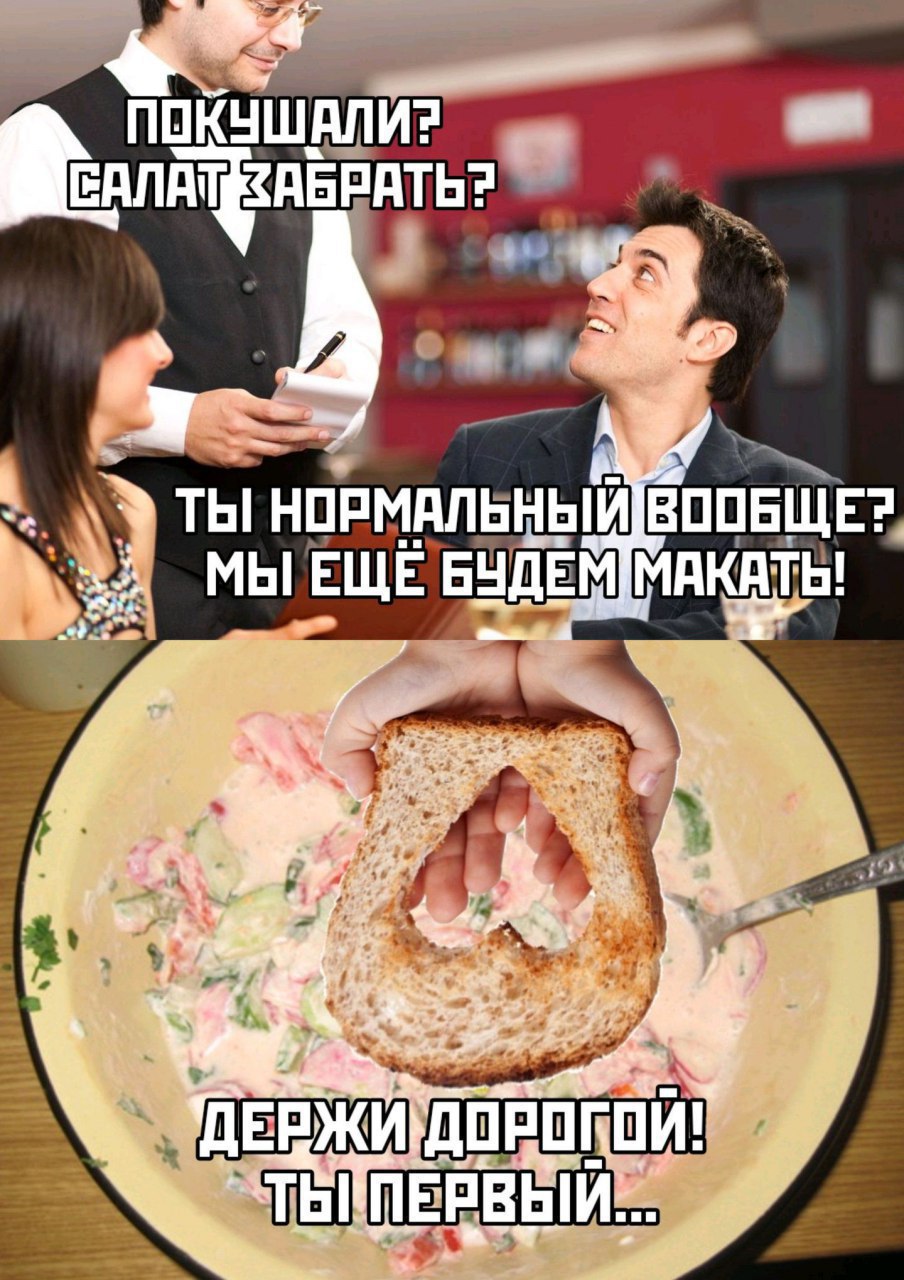 ПОКУШАЛИ?
САЛАТ ЗАБРАТЬ?
ТЫ НОРМАЛЬНЫЙ ВООБЩЕ?
МЫ ЕЩЁ БУДЕМ МАКАТЬ!
ДЕРЖИ ДОРОГОЙ!
ТЫ ПЕРВЫЙ...